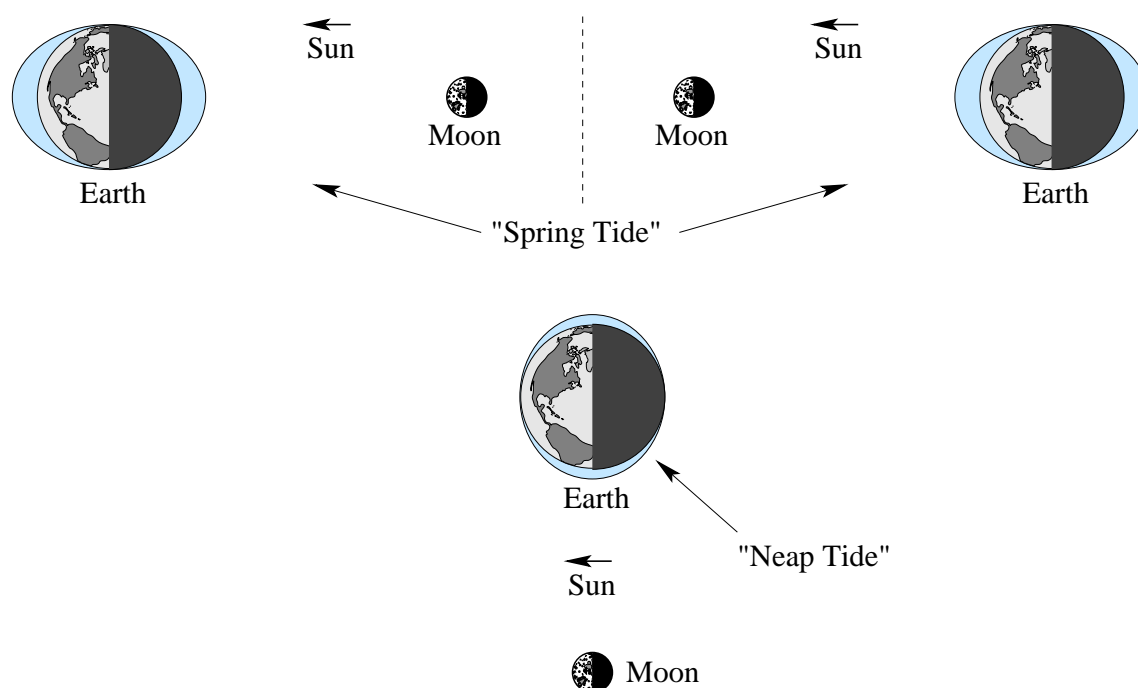 Sun
Sun
Moon
Moon
Earth
Earth
"Spring Tide"
Earth
"Neap Tide"
Sun
Moon